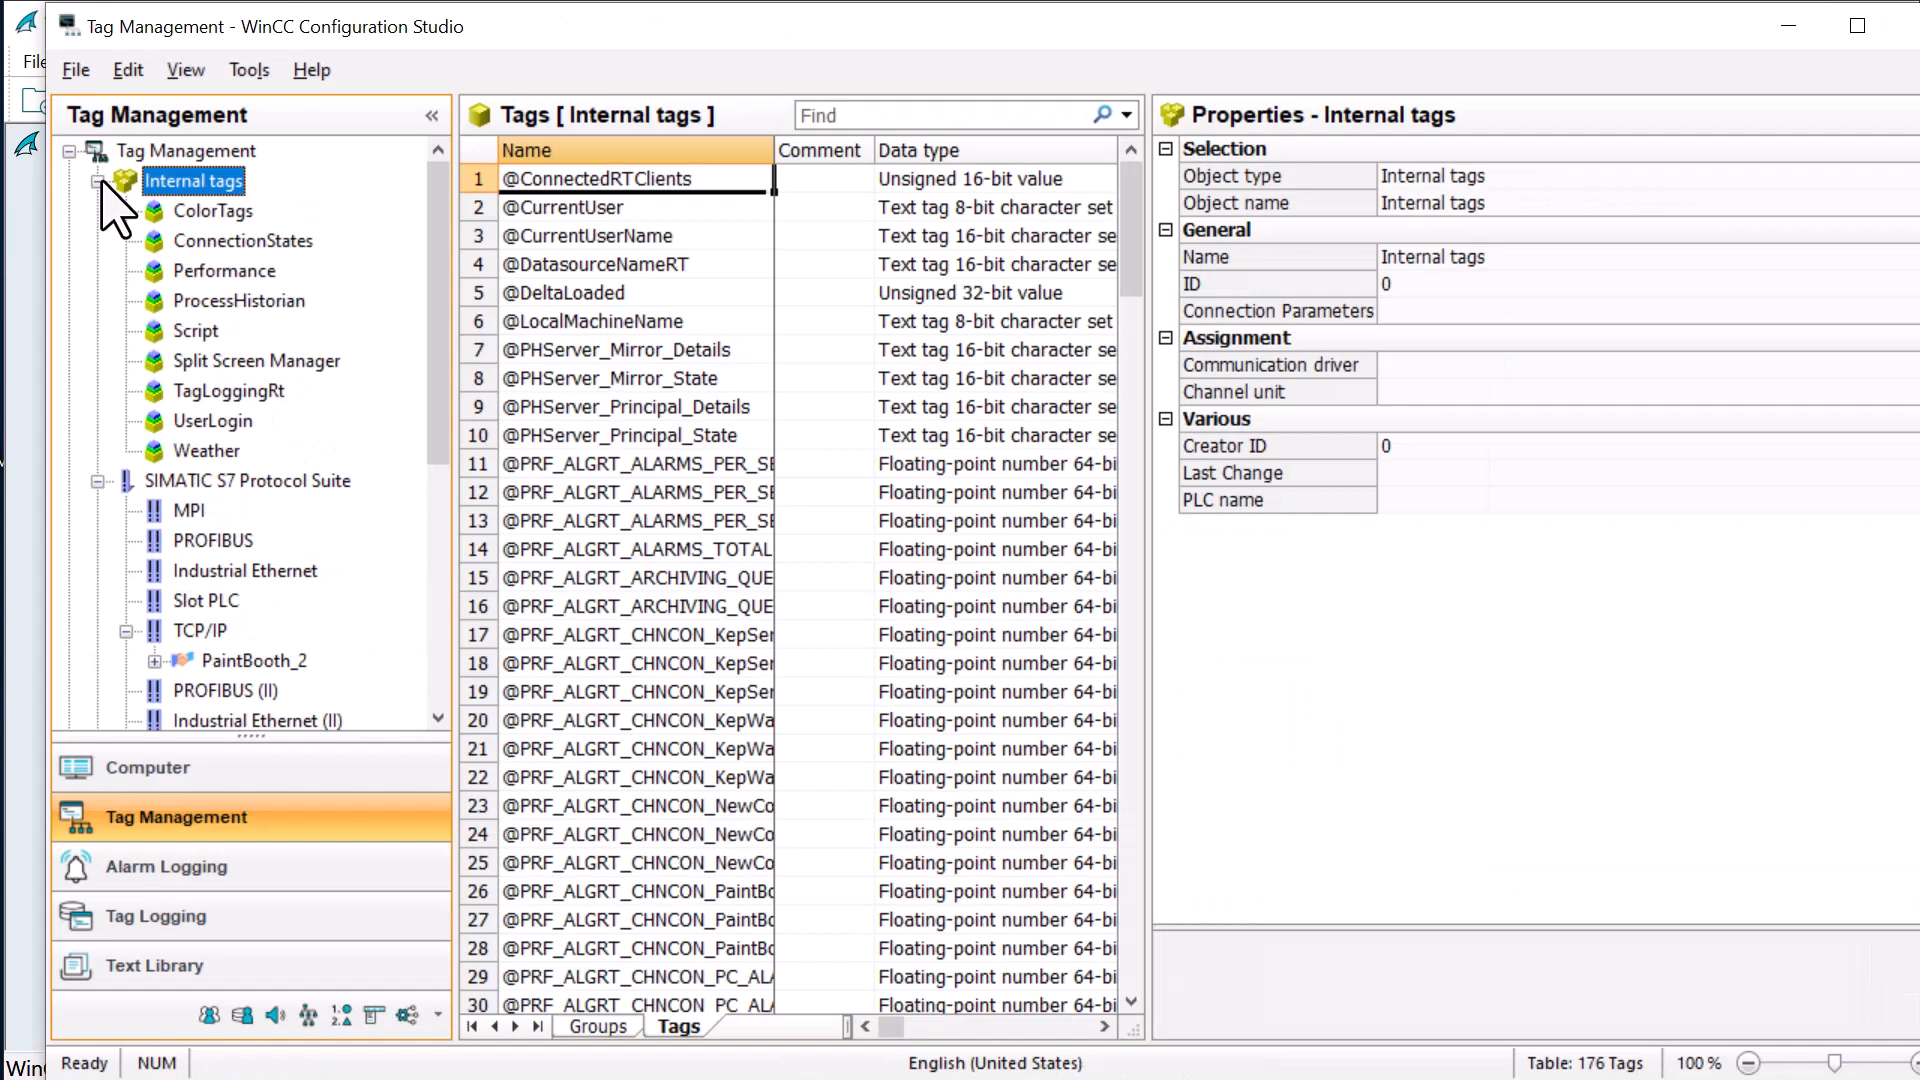 Tag Management - WinCC Configuration Studio
File
File Edit View Tools Help
Tag Management
Tag Management
Internal tags
ColorTags
ConnectionStates
Performance
ProcessHistorian
Script
Split Screen Manager
TagLoggingRt
UserLogin
Weather
SIMATIC S7 Protocol Suite
MPI
PROFIBUS
Industrial Ethernet
Slot PLC
TCP/IP
PaintBooth_2
PROFIBUS (II)
Industrial Ethernet (II)
Computer
Tag Management
Alarm Logging
Tag Logging
Text Library
Tags [ Internal tags ] Find
Name Comment Data type
1 @ConnectedRTClients Unsigned 16-bit value
2 @CurrentUser Text tag 8-bit character set
3 @CurrentUserName Text tag 16-bit character se
4 @DatasourceNameRT Text tag 16-bit character se
5 @DeltaLoaded Unsigned 32-bit value
6 @LocalMachineName Text tag 8-bit character set
7 @PHServer_Mirror_Details Text tag 16-bit character se
8 @PHServer_Mirror_State Text tag 16-bit character se
9 @PHServer_Principal_Details Text tag 16-bit character se
10 @PHServer_Principal_State Text tag 16-bit character se
11 @PRF_ALGRT_ALARMS_PER_SE Floating-point number 64-bi
12 @PRF_ALGRT_ALARMS_PER_SE Floating-point number 64-bi
13 @PRF_ALGRT_ALARMS_PER_SE Floating-point number 64-bi
14 @PRF_ALGRT_ALARMS_TOTAL Floating-point number 64-bi
15 @PRF_ALGRT_ARCHIVING_QUE Floating-point number 64-bi
16 @PRF_ALGRT_ARCHIVING_QUE Floating-point number 64-bi
17 @PRF_ALGRT_CHNCON_KepSer Floating-point number 64-bi
18 @PRF_ALGRT_CHNCON_KepSer Floating-point number 64-bi
19 @PRF_ALGRT_CHNCON_KepSer Floating-point number 64-bi
20 @PRF_ALGRT_CHNCON_KepWa Floating-point number 64-bi
21 @PRF_ALGRT_CHNCON_KepWa Floating-point number 64-bi
22 @PRF_ALGRT_CHNCON_KepWa Floating-point number 64-bi
23 @PRF_ALGRT_CHNCON_NewCo Floating-point number 64-bi
24 @PRF_ALGRT_CHNCON_NewCo Floating-point number 64-bi
25 @PRF_ALGRT_CHNCON_NewCo Floating-point number 64-bi
26 @PRF_ALGRT_CHNCON_PaintBo Floating-point number 64-bi
27 @PRF_ALGRT_CHNCON_PaintBo Floating-point number 64-bi
28 @PRF_ALGRT_CHNCON_PaintBo Floating-point number 64-bi
29 @PRF_ALGRT_CHNCON_PC_ALA Floating-point number 64-bi
30 @PRF_ALGRT_CHNCON_PC_ALA Floating-point number 64-bi
Groups Tags
Properties - Internal tags
Selection
Object type Internal tags
Object name Internal tags
General
Name Internal tags
ID 0
Connection Parameters
Assignment
Communication driver
Channel unit
Various
Creator ID 0
Last Change
PLC name
Ready NUM English (United States) Table: 176 Tags 100 %
WinC